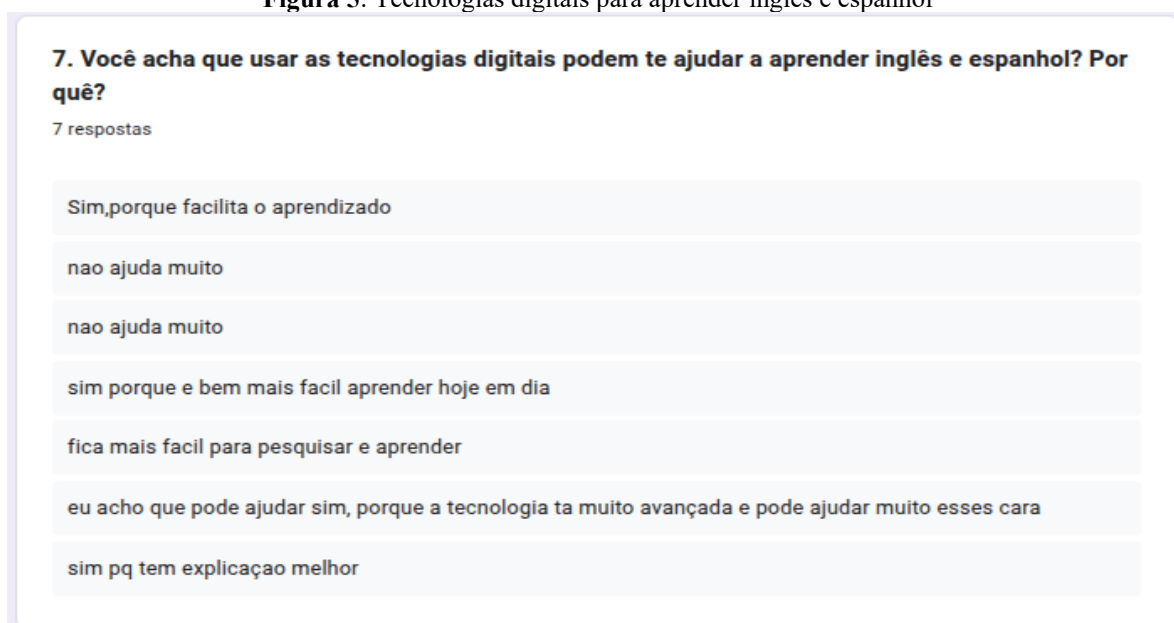 Figura 5: Tecnologias digitais para aprender inglês e espanhol
7. Você acha que usar as tecnologias digitais podem te ajudar a aprender inglês e espanhol? Por
quê?
7 respostas
Sim,porque facilita o aprendizado
nao ajuda muito
nao ajuda muito
sim porque e bem mais facil aprender hoje em dia
fica mais facil para pesquisar e aprender
eu acho que pode ajudar sim, porque a tecnologia ta muito avançada e pode ajudar muito esses cara
sim pq tem explicaçao melhor